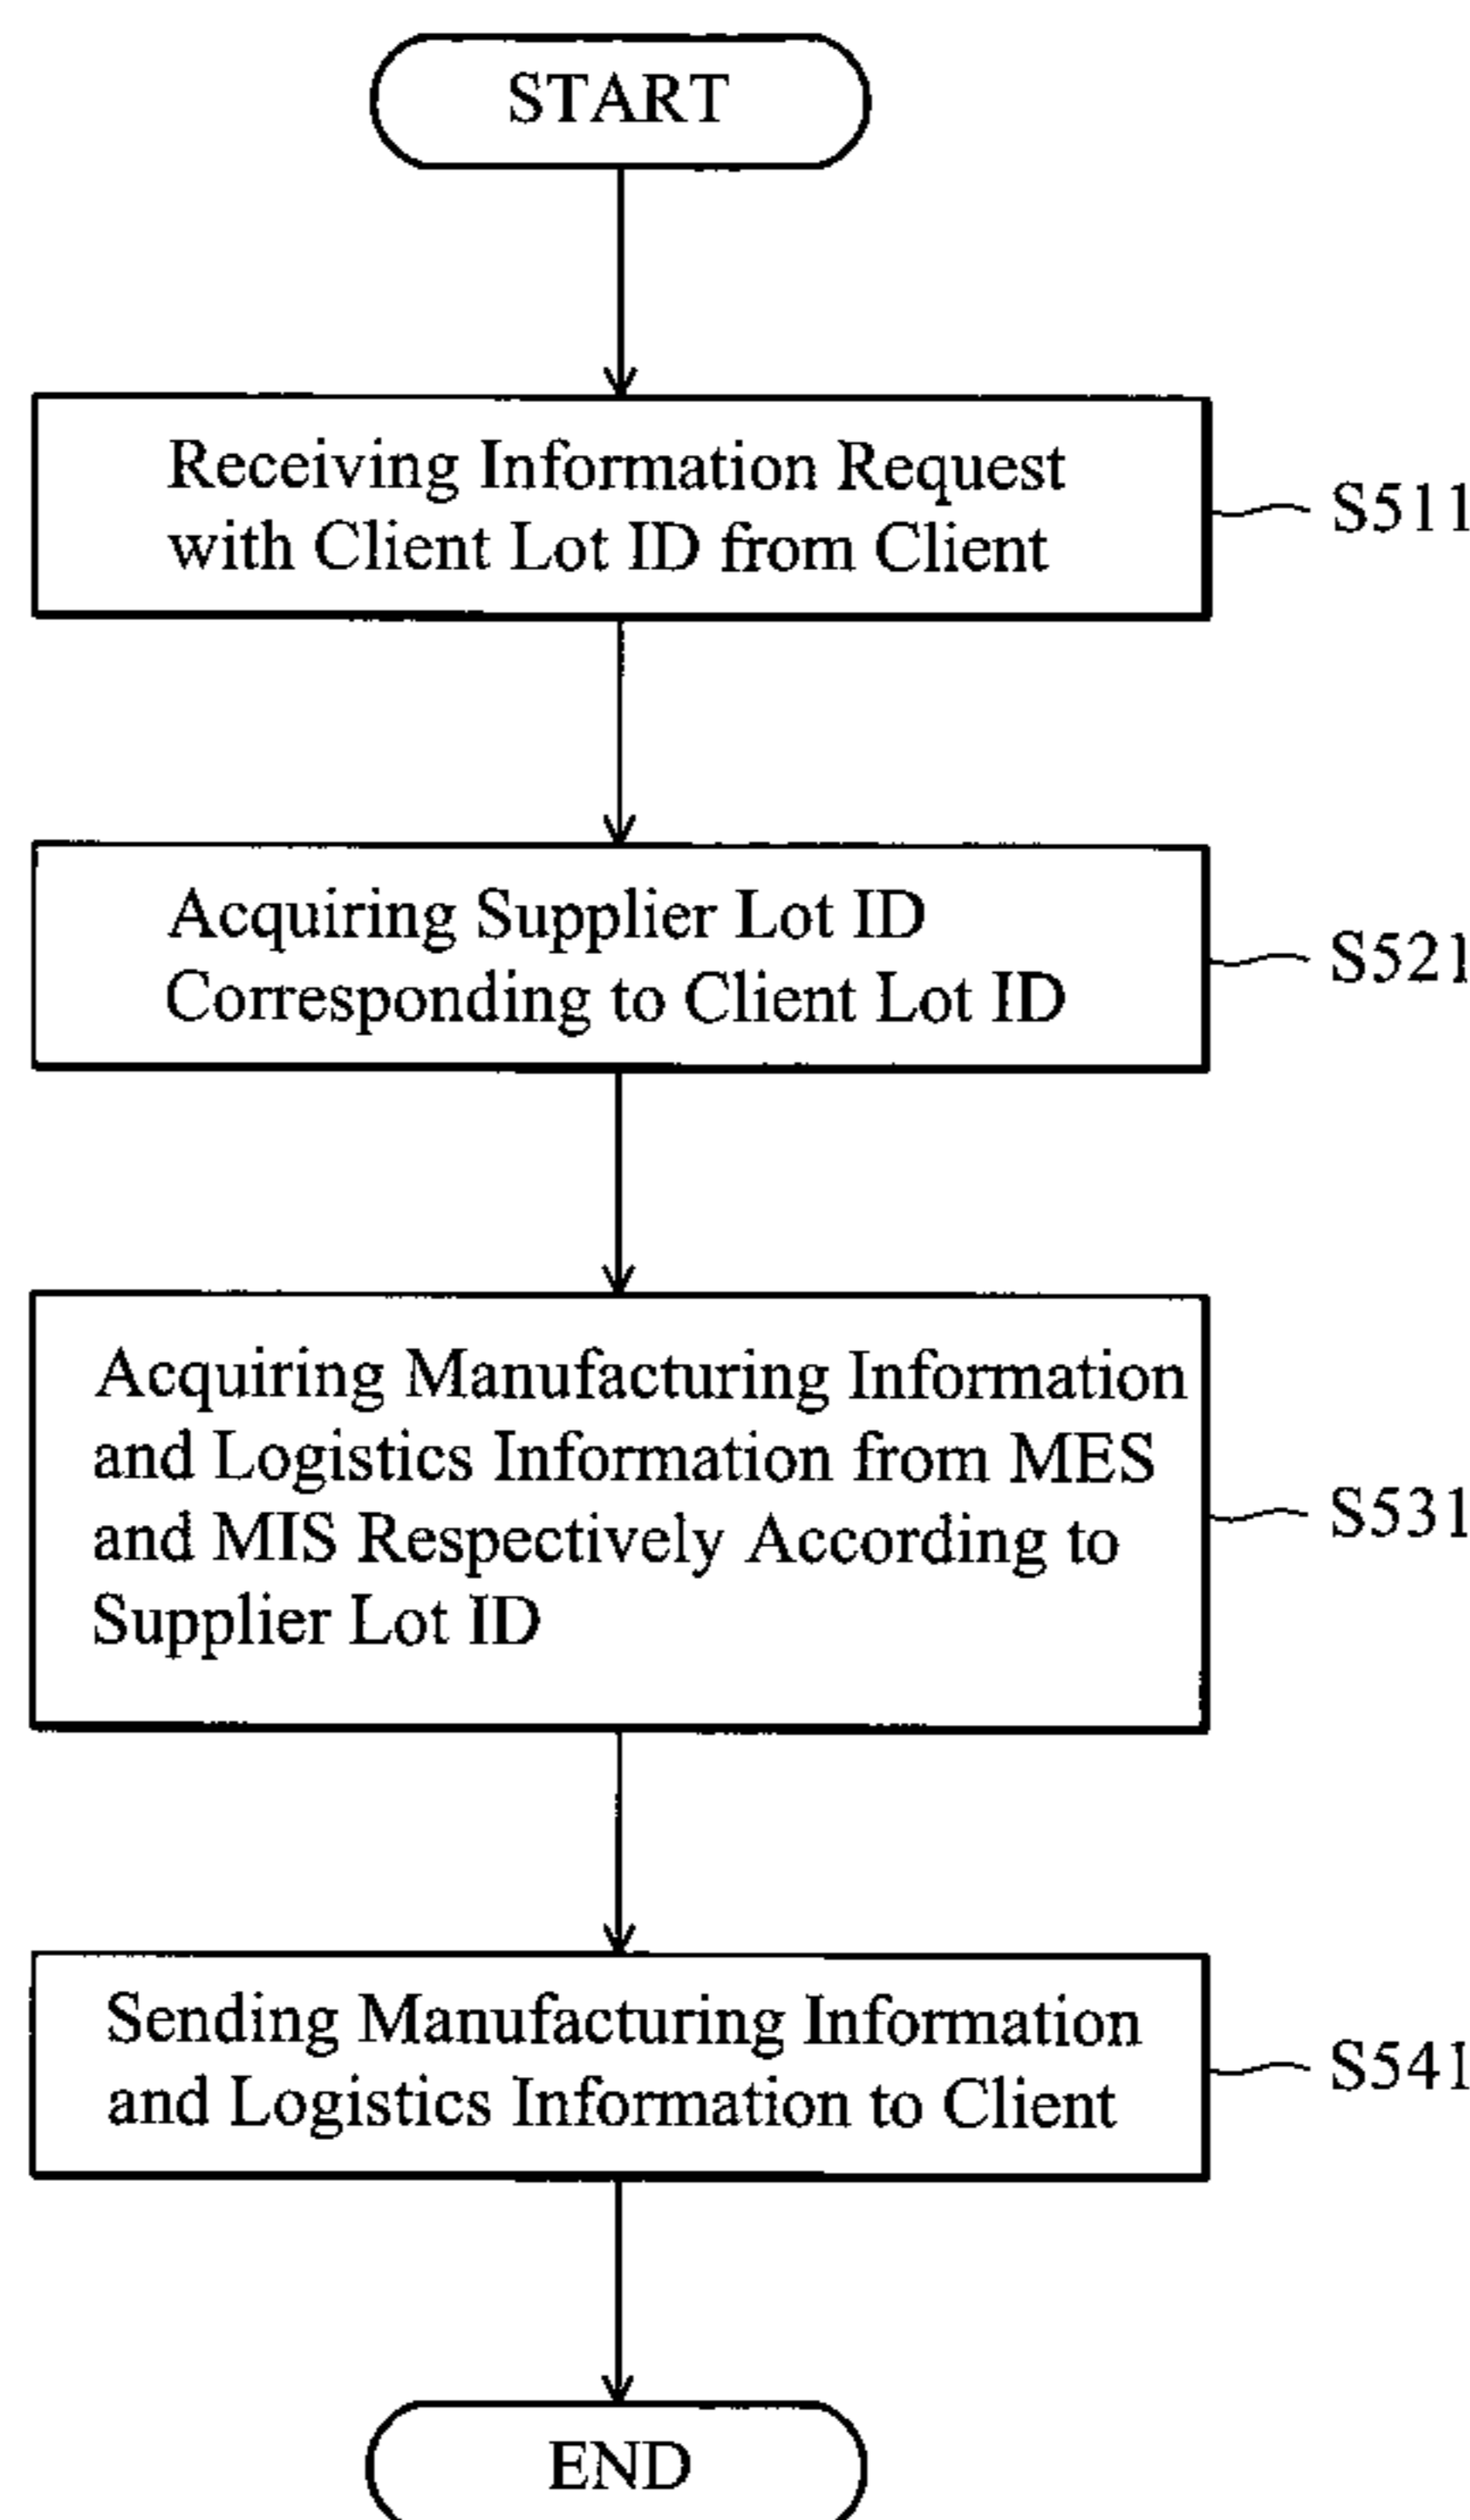 START
Receiving Information Request
with Client Lot ID from Client
S511
Acquiring Supplier Lot ID
Corresponding to Client Lot ID
S521
Acquiring Manufacturing Information
and Logistics Information from MES
and MIS Respectively According to
Supplier Lot ID
S531
Sending Manufacturing Information
and Logistics Information to Client
S541
END